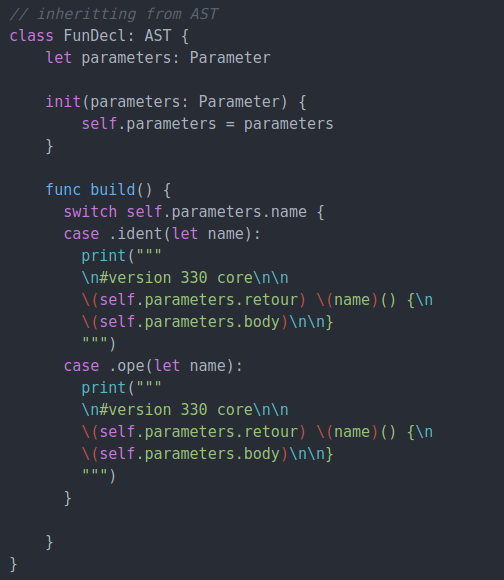 // inheritting from AST
class FunDecl: AST {
    let parameters: Parameter

    init(parameters: Parameter) {
        self.parameters = parameters
    }

    func build() {
      switch self.parameters.name {
      case .ident(let name):
        print("""
        \n#version 330 core\n\n
        \(self.parameters.retour) \(name)() {\n
        \(self.parameters.body)\n\n}
        """)
      case .ope(let name):
        print("""
        \n#version 330 core\n\n
        \(self.parameters.retour) \(name)() {\n
        \(self.parameters.body)\n\n}
        """)
      }

    }
}